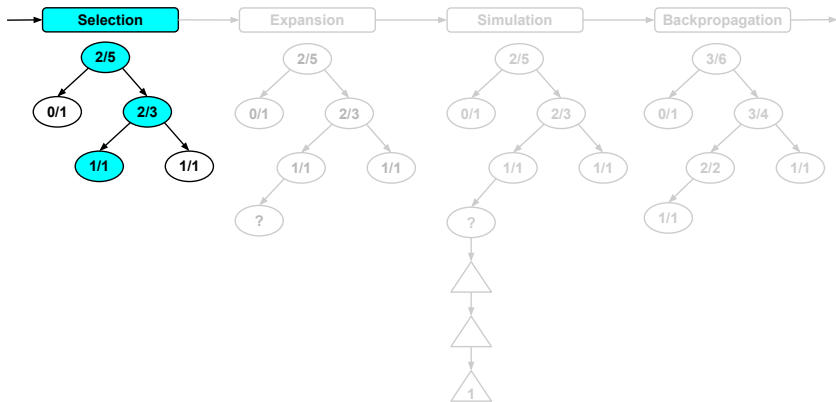 Selection Expansion Simulation Backpropagation
2/5 2/5 2/5 3/6
0/1 2/3 0/1 2/3 0/1 2/3 0/1 3/4
1/1 1/1 1/1 1/1 1/1 1/1 2/2 1/1
? ? 1/1
1